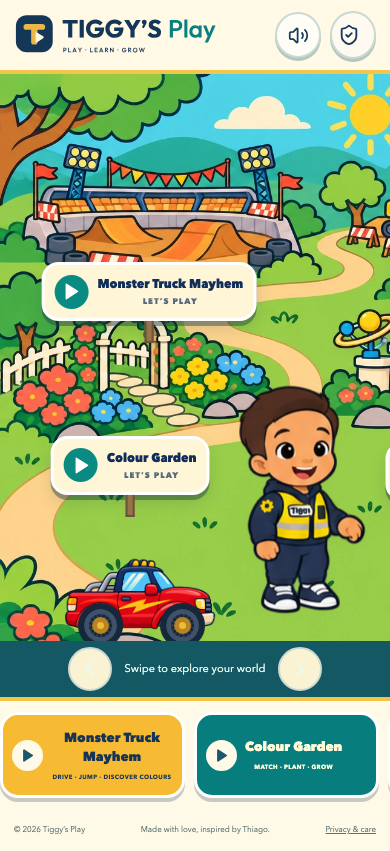 TIGGY'S Play
PLAY · LEARN · GROW
Monster Truck Mayhem
LET'S PLAY
Colour Garden
LET'S PLAY
Tiggy
Swipe to explore your world
Monster Truck
Mayhem
DRIVE · JUMP · DISCOVER COLOURS
Colour Garden
MATCH · PLANT · GROW
© 2026 Tiggy's Play
Made with love, inspired by Thiago.
Privacy & care